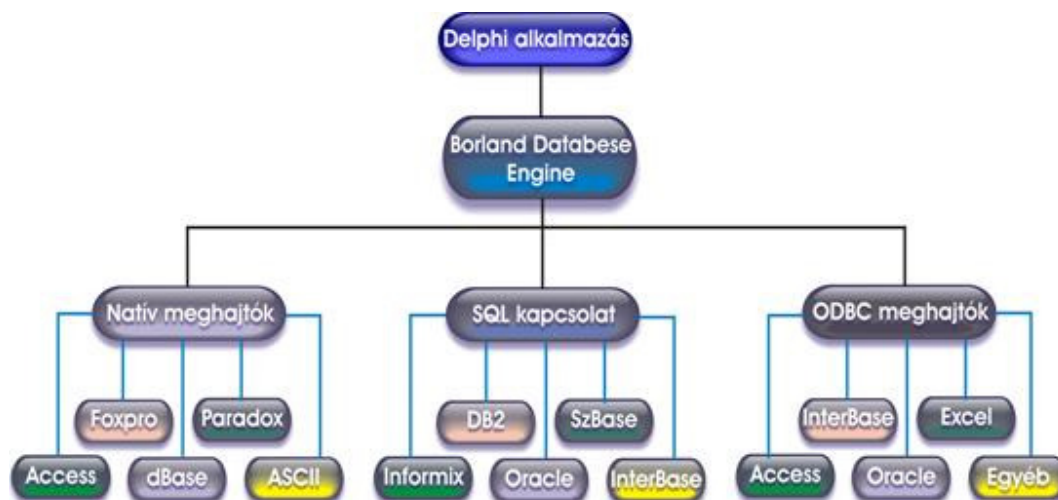 Delphi alkalmazás
Borland Databese
Engine
Natív meghajtók
SQL kapcsolat
ODBC meghajtók
Foxpro
Paradox
DB2
SzBase
InterBase
Excel
Access
dBase
ASCII
Informix
Oracle
InterBase
Access
Oracle
Egyéb